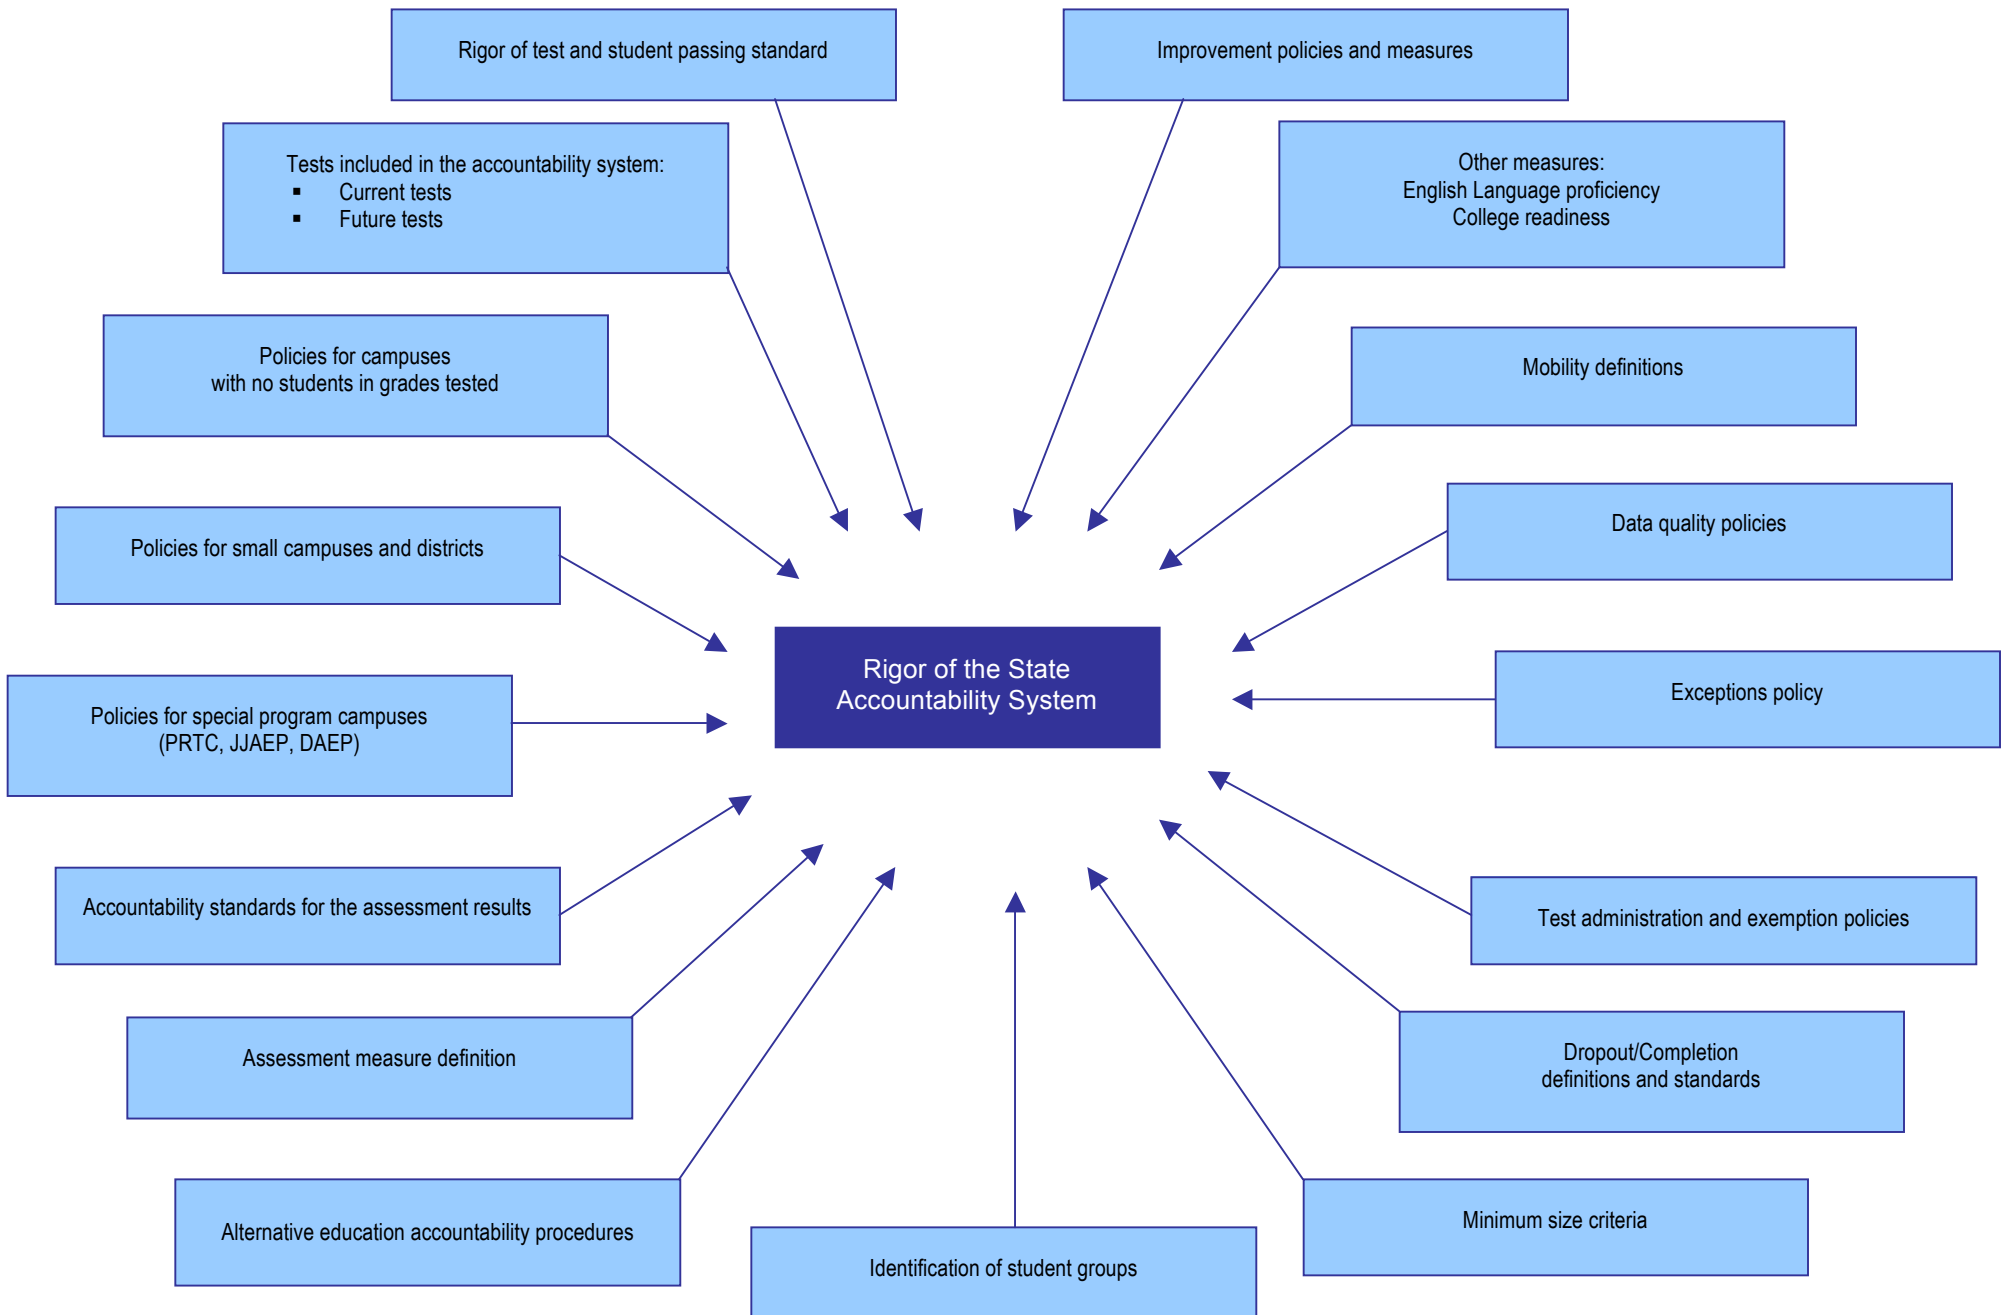 Rigor of test and student passing standard
Improvement policies and measures
Tests included in the accountability system:
▪ Current tests
▪ Future tests
Other measures:
English Language proficiency
College readiness
Policies for campuses
with no students in grades tested
Mobility definitions
Policies for small campuses and districts
Data quality policies
Rigor of the State
Accountability System
Policies for special program campuses
(PRTC, JJAEP, DAEP)
Exceptions policy
Accountability standards for the assessment results
Test administration and exemption policies
Assessment measure definition
Dropout/Completion
definitions and standards
Alternative education accountability procedures
Minimum size criteria
Identification of student groups